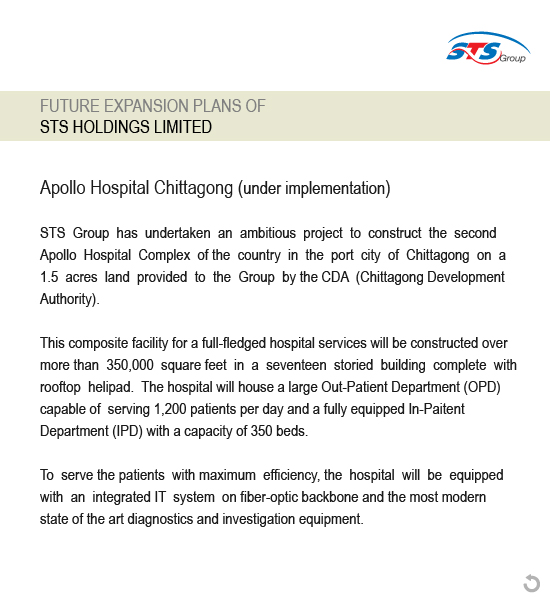 STS Group
FUTURE EXPANSION PLANS OF
STS HOLDINGS LIMITED
Apollo Hospital Chittagong (under implementation)
STS Group has undertaken an ambitious project to construct the second
Apollo Hospital Complex of the country in the port city of Chittagong on a
1.5 acres land provided to the Group by the CDA (Chittagong Development
Authority).
This composite facility for a full-fledged hospital services will be constructed over
more than 350,000 square feet in a seventeen storied building complete with
rooftop helipad. The hospital will house a large Out-Patient Department (OPD)
capable of serving 1,200 patients per day and a fully equipped In-Paitent
Department (IPD) with a capacity of 350 beds.
To serve the patients with maximum efficiency, the hospital will be equipped
with an integrated IT system on fiber-optic backbone and the most modern
state of the art diagnostics and investigation equipment.